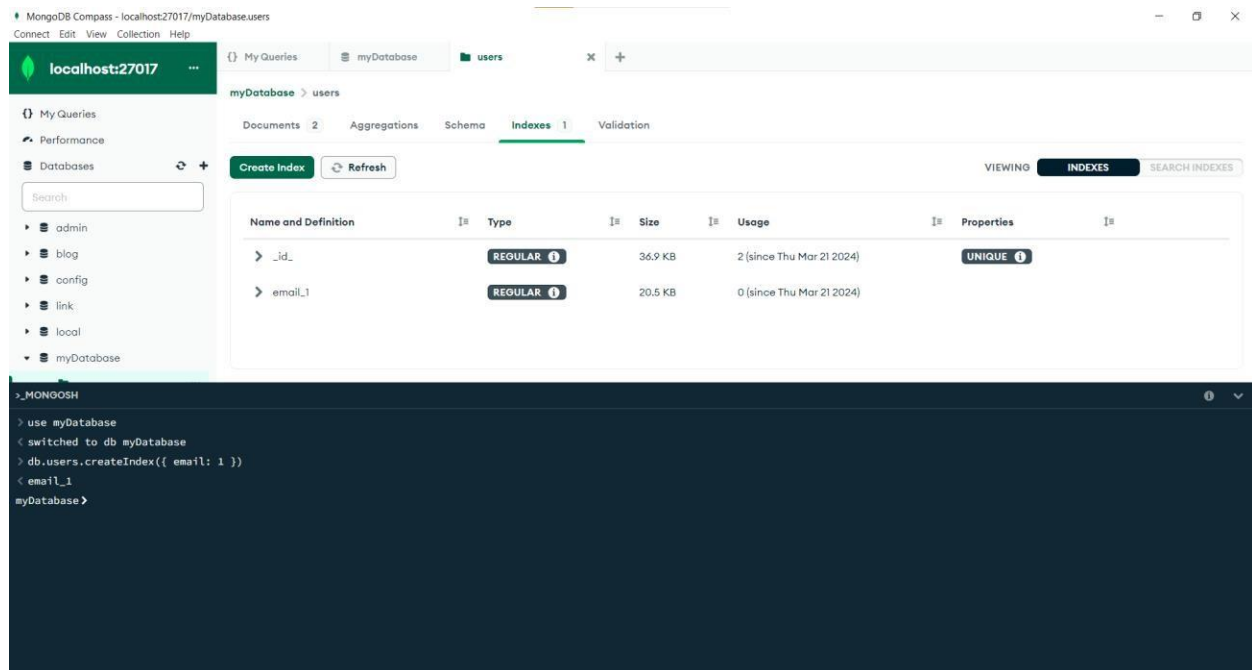 MongoDB Compass - localhost:27017/myDatabase.users
Connect Edit View Collection Help
localhost:27017 ...
{} My Queries
myDatabase
users
myDatabase > users
{} My Queries
Performance
Databases
Search
admin
blog
config
link
local
myDatabase
Documents 2 Aggregations Schema Indexes 1 Validation
Create Index Refresh VIEWING INDEXES SEARCH INDEXES
Name and Definition Type Size Usage Properties
_id_ REGULAR 36.9 KB 2 (since Thu Mar 21 2024) UNIQUE
email_1 REGULAR 20.5 KB 0 (since Thu Mar 21 2024)
>_MONGOSH
> use myDatabase
< switched to db myDatabase
> db.users.createIndex({ email: 1 })
< email_1
myDatabase>